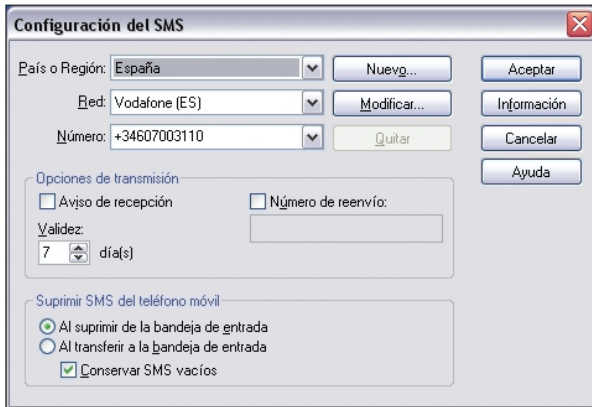 Configuración del SMS
País o Región: España Nuevo... Aceptar
Red: Vodafone (ES) Modificar... Información
Número: +34607003110 Quitar Cancelar
Ayuda
Opciones de transmisión
Aviso de recepción Número de reenvío:
Validez:
7 día(s)
Suprimir SMS del teléfono móvil
Al suprimir de la bandeja de entrada
Al transferir a la bandeja de entrada
Conservar SMS vacíos